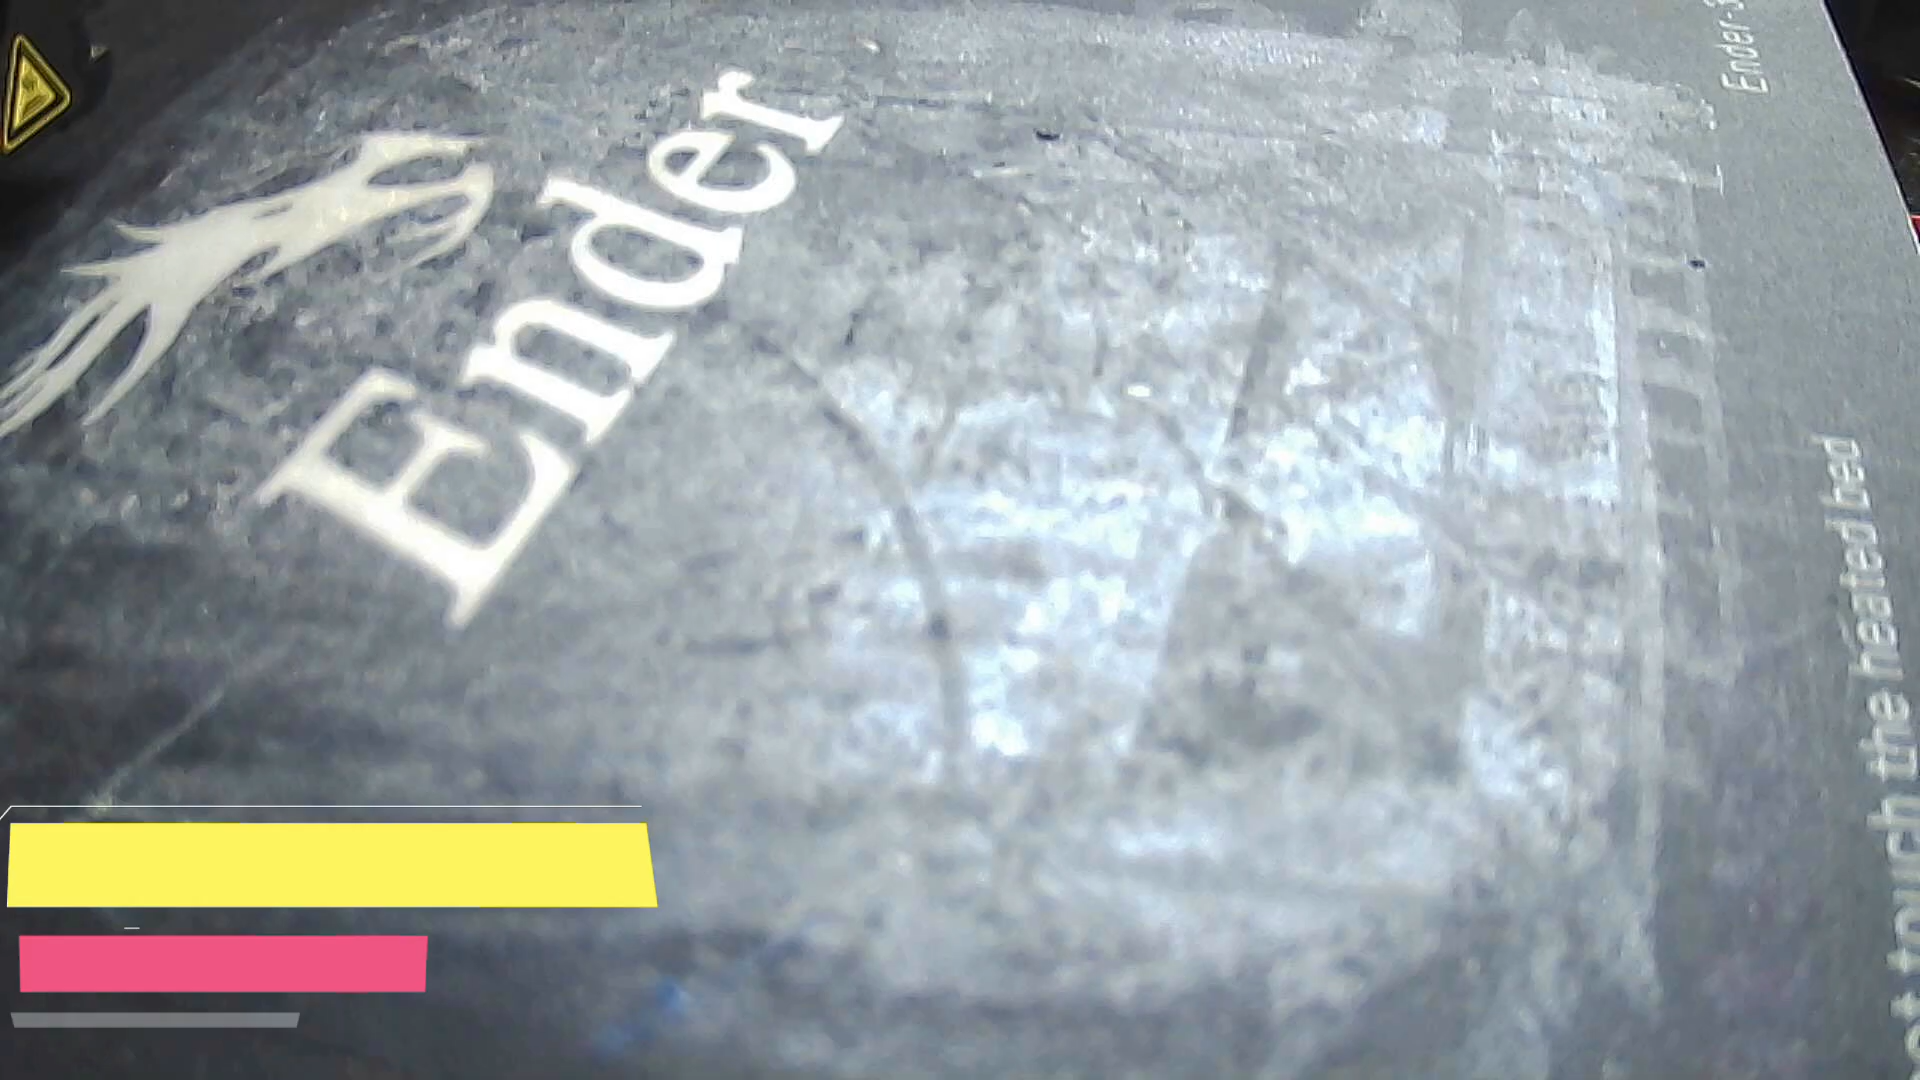 Ender
Ender-3
touch the heated bed